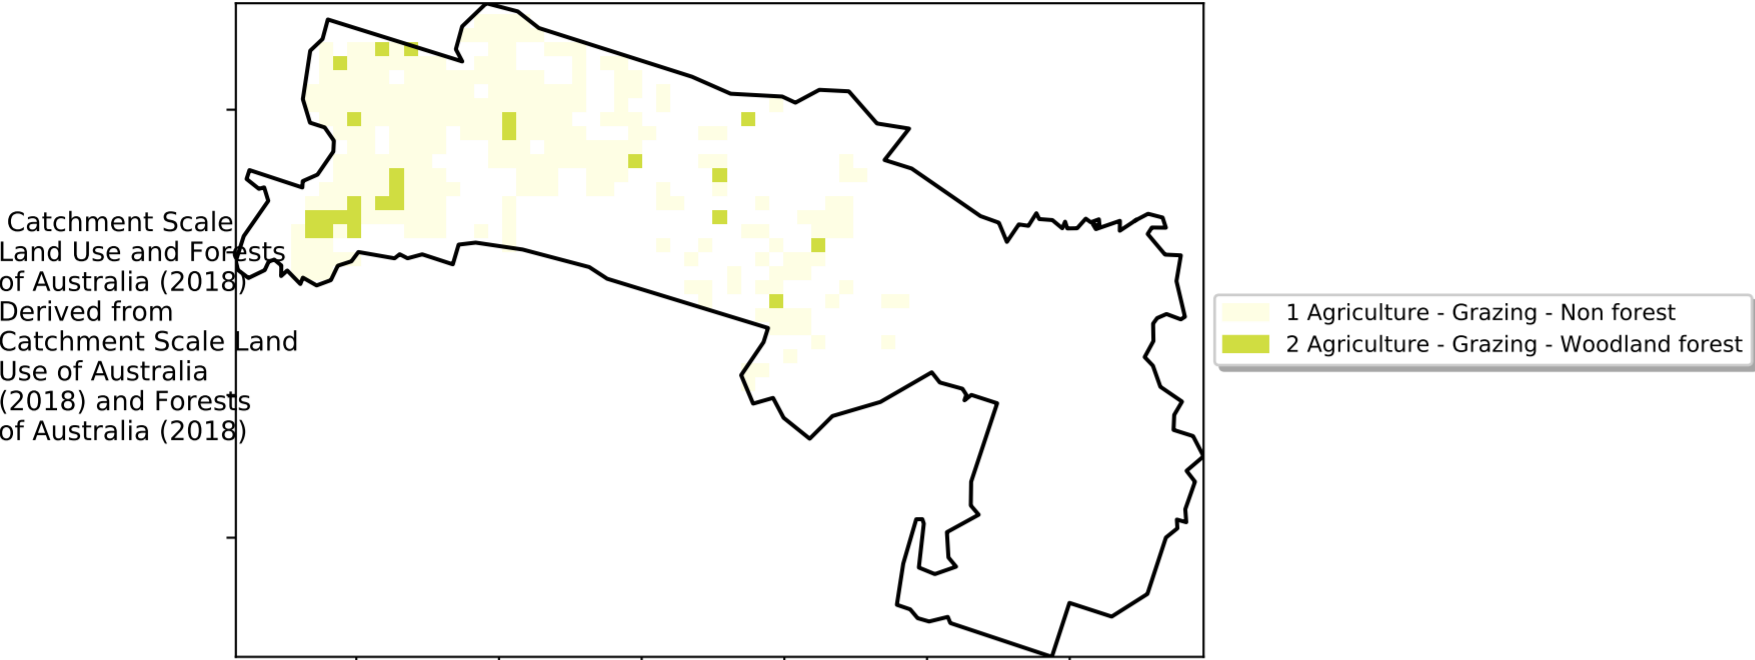 Catchment Scale
Land Use and Forests
of Australia (2018)
Derived from
Catchment Scale Land
Use of Australia
(2018) and Forests
of Australia (2018)
1 Agriculture - Grazing - Non forest
2 Agriculture - Grazing - Woodland forest